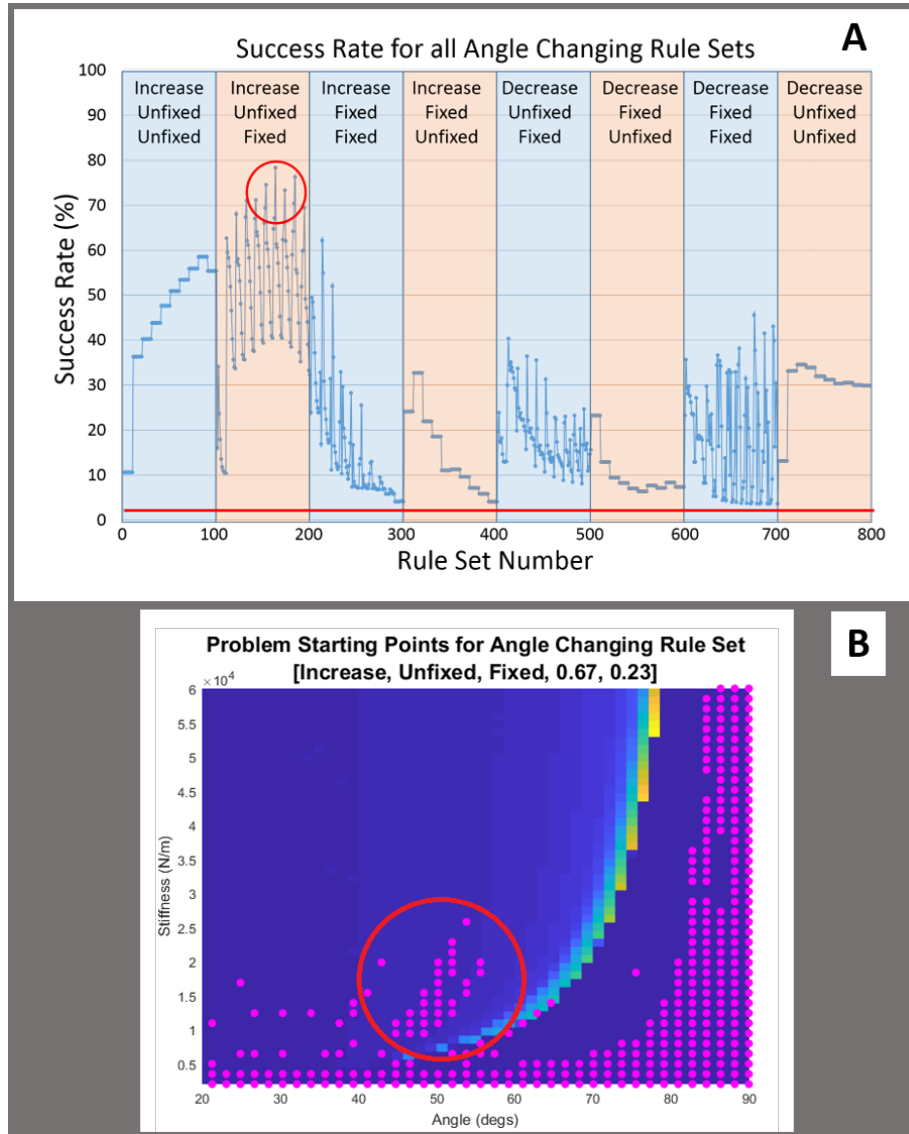 A
Success Rate for all Angle Changing Rule Sets
Success Rate (%)
100
90
80
70
60
50
40
30
20
10
0
Increase Unfixed Unfixed
Increase Unfixed Fixed
Increase Fixed Fixed
Increase Fixed Unfixed
Decrease Unfixed Fixed
Decrease Fixed Unfixed
Decrease Fixed Fixed
Decrease Unfixed Unfixed
0 100 200 300 400 500 600 700 800
Rule Set Number
B
Problem Starting Points for Angle Changing Rule Set
[Increase, Unfixed, Fixed, 0.67, 0.23]
×10^4
Stiffness (N/m)
6
5.5
5
4.5
4
3.5
3
2.5
2
1.5
1
0.5
20 30 40 50 60 70 80 90
Angle (degs)